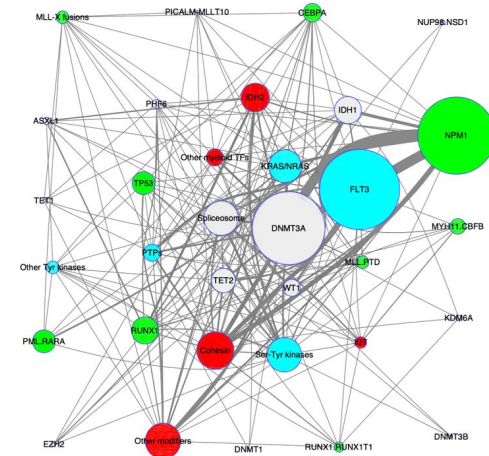 PICALM-MLLT10
CEBPA
MLL-X fusions
NUP98.NSD1
IDH2
PHF6
IDH1
ASXL1
NPM1
Other myeloid TFs
KRAS/NRAS
TP53
FLT3
TET1
Spliceosome
DNMT3A
MYH11.CBFB
PTPs
MLL.PTD
Other Tyr kinases
TET2
WT1
KDM6A
RUNX1
PML.RARA
Cohesin
Ser-Tyr kinases
KIT
EZH2
Other modifiers
DNMT1
RUNX1.RUNX1T1
DNMT3B